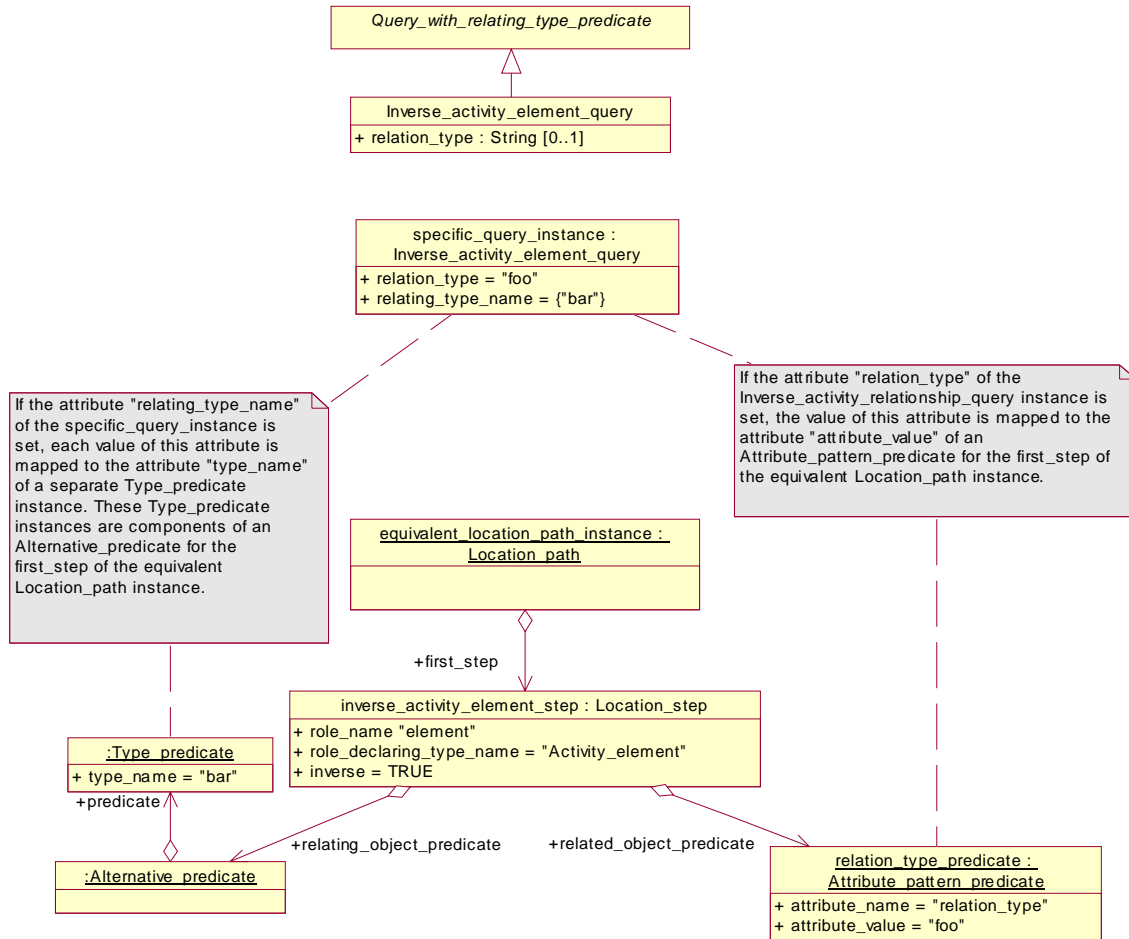 Query_with_relating_type_predicate
Inverse_activity_element_query
+ relation_type : String [0..1]
specific_query_instance :
Inverse_activity_element_query
+ relation_type = "foo"
+ relating_type_name = {"bar"}
If the attribute "relating_type_name"
of the specific_query_instance is
set, each value of this attribute is
mapped to the attribute "type_name"
of a separate Type_predicate
instance. These Type_predicate
instances are components of an
Alternative_predicate for the
first_step of the equivalent
Location_path instance.
If the attribute "relation_type" of the
Inverse_activity_relationship_query instance is
set, the value of this attribute is mapped to the
attribute "attribute_value" of an
Attribute_pattern_predicate for the first_step of
the equivalent Location_path instance.
equivalent_location_path_instance :
Location_path
+first_step
inverse_activity_element_step : Location_step
+ role_name "element"
+ role_declaring_type_name = "Activity_element"
+ inverse = TRUE
:Type_predicate
+ type_name = "bar"
+predicate
+relating_object_predicate
+related_object_predicate
:Alternative_predicate
relation_type_predicate :
Attribute_pattern_predicate
+ attribute_name = "relation_type"
+ attribute_value = "foo"